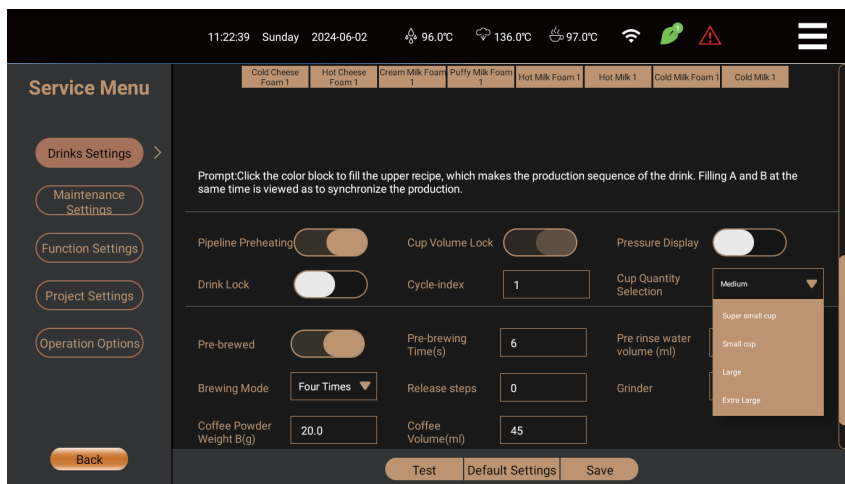 11:22:39 Sunday 2024-06-02 96.0℃ 136.0℃ 97.0℃ 1
Service Menu
Drinks Settings >
Maintenance
Settings
Function Settings
Project Settings
Operation Options
Back
Cold Cheese
Foam 1
Hot Cheese
Foam 1
Cream Milk Foam
1
Puffy Milk Foam
1
Hot Milk Foam 1
Hot Milk 1
Cold Milk Foam 1
Cold Milk 1
Prompt:Click the color block to fill the upper recipe, which makes the production sequence of the drink. Filling A and B at the
same time is viewed as to synchronize the production.
Pipeline Preheating
Cup Volume Lock
Pressure Display
Drink Lock
Cycle-index
1
Cup Quantity
Selection
Medium
Super small cup
Small cup
Large
Extra Large
Pre-brewed
Pre-brewing
Time(s)
6
Pre rinse water
volume (ml)
Brewing Mode
Four Times
Release steps
0
Grinder
Coffee Powder
Weight B(g)
20.0
Coffee
Volume(ml)
45
Test
Default Settings
Save